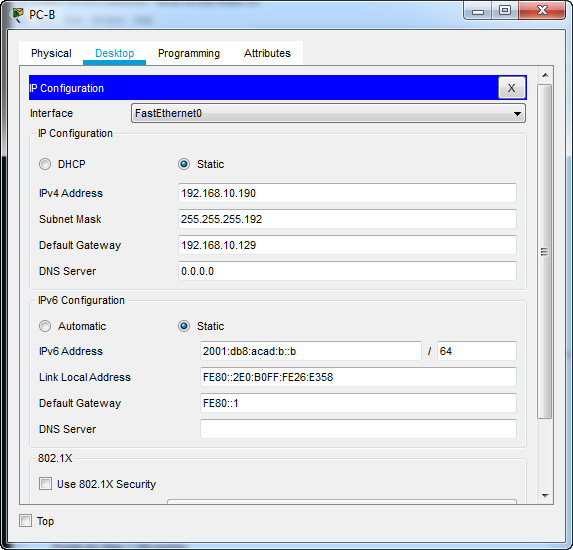 PC-B
Physical Desktop Programming Attributes
IP Configuration X
Interface FastEthernet0
IP Configuration
DHCP Static
IPv4 Address 192.168.10.190
Subnet Mask 255.255.255.192
Default Gateway 192.168.10.129
DNS Server 0.0.0.0
IPv6 Configuration
Automatic Static
IPv6 Address 2001:db8:acad:b::b / 64
Link Local Address FE80::2E0:B0FF:FE26:E358
Default Gateway FE80::1
DNS Server
802.1X
Use 802.1X Security
Top